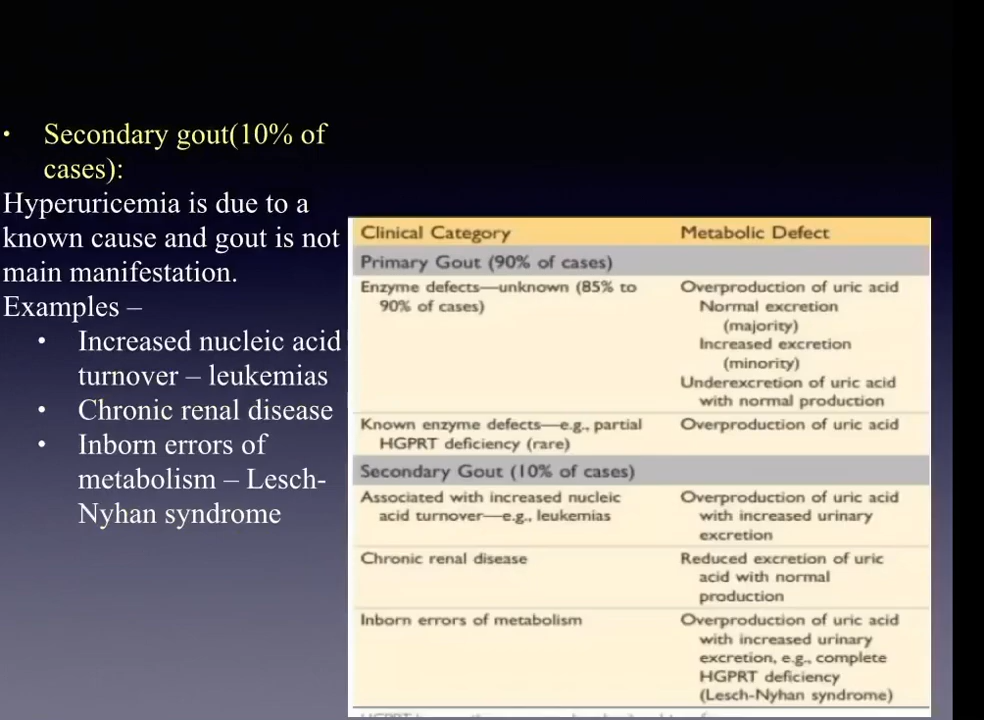 • Secondary gout(10% of
cases):
Hyperuricemia is due to a
known cause and gout is not
main manifestation.
Examples –
• Increased nucleic acid
turnover – leukemias
• Chronic renal disease
• Inborn errors of
metabolism – Lesch-
Nyhan syndrome
Clinical Category Metabolic Defect
Primary Gout (90% of cases)
Enzyme defects—unknown (85% to Overproduction of uric acid
90% of cases) Normal excretion
(majority)
Increased excretion
(minority)
Underexcretion of uric acid
with normal production
Known enzyme defects—e.g., partial Overproduction of uric acid
HGPRT deficiency (rare)
Secondary Gout (10% of cases)
Associated with increased nucleic Overproduction of uric acid
acid turnover—e.g., leukemias with increased urinary
excretion
Chronic renal disease Reduced excretion of uric
acid with normal
production
Inborn errors of metabolism Overproduction of uric acid
with increased urinary
excretion, e.g., complete
HGPRT deficiency
(Lesch-Nyhan syndrome)